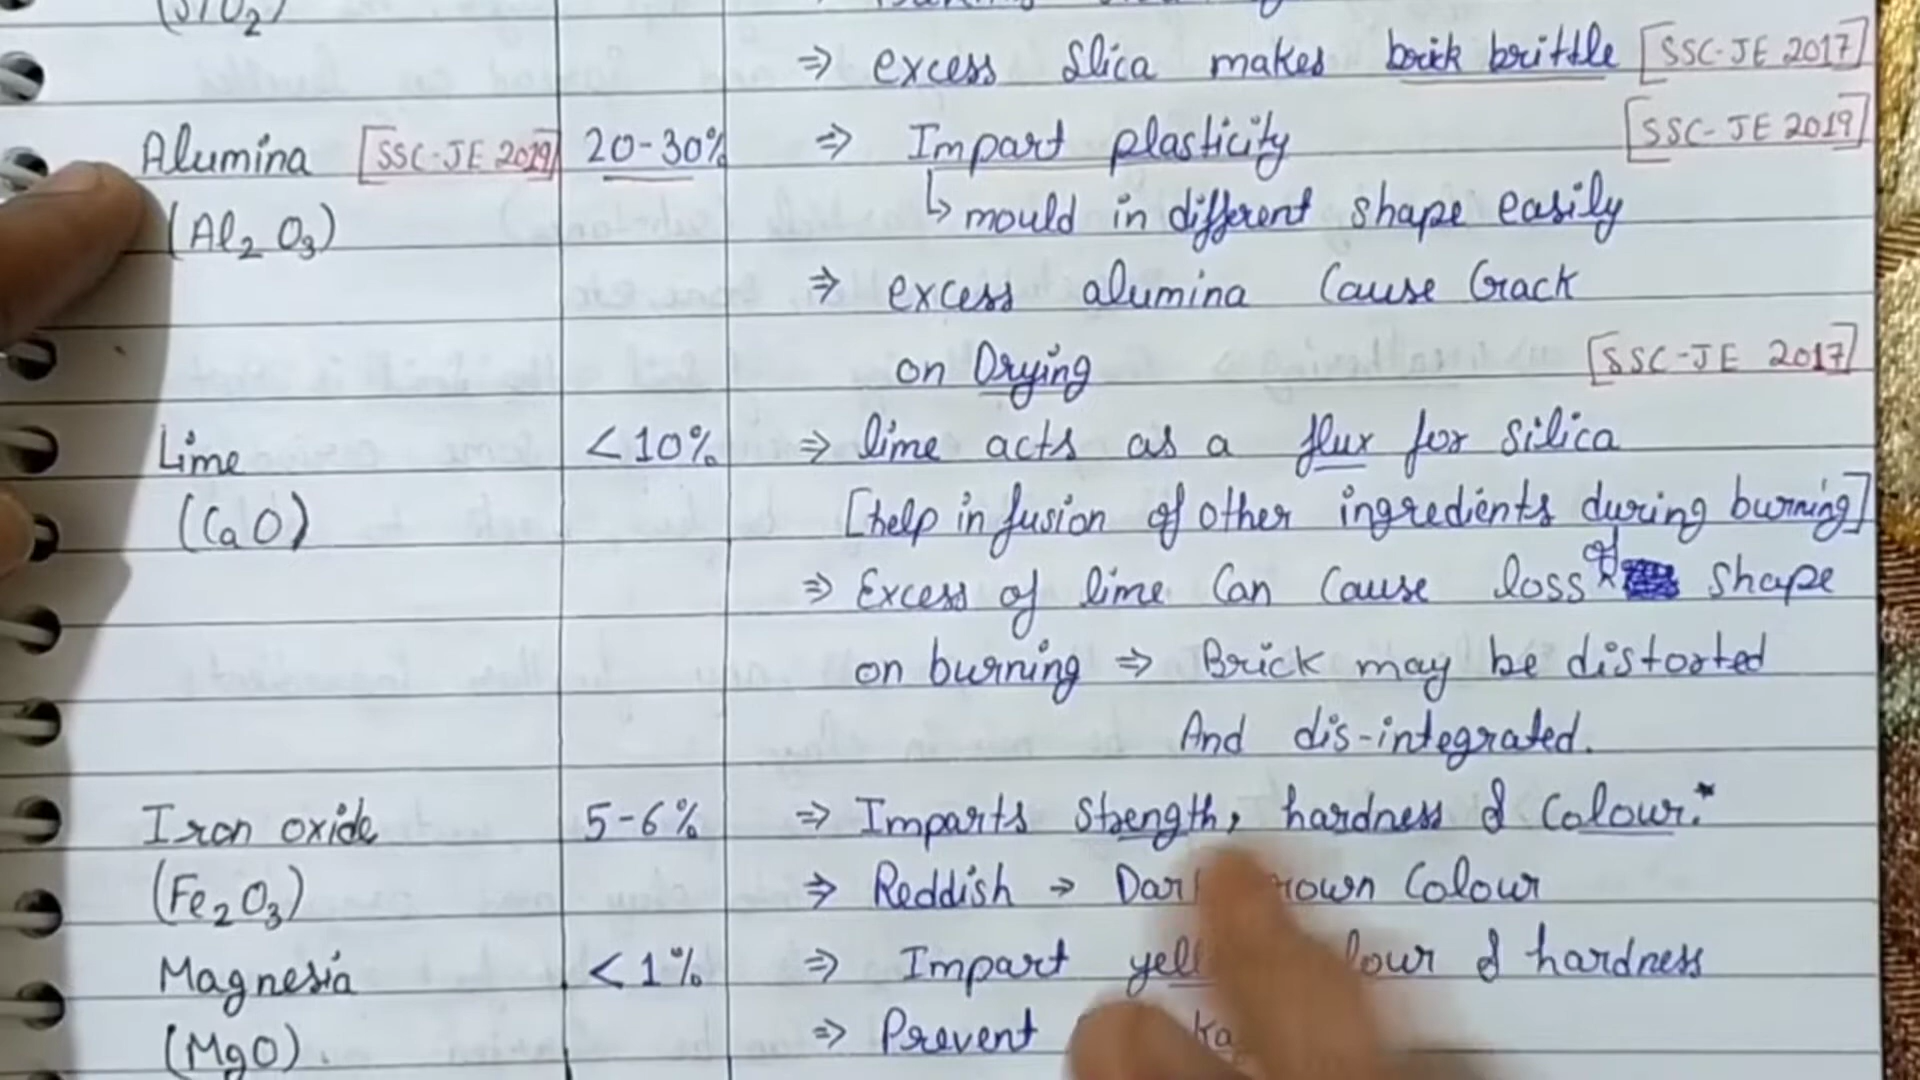 (SiO2)
⇒ excess Slica makes brick brittle [SSC-JE 2017]
Alumina [SSC-JE 2019] 20-30% ⇒ Impart plasticity [SSC-JE 2019]
(Al2O3) ↳ mould in different shape easily
⇒ excess alumina Cause Crack
on Drying [SSC-JE 2017]
Lime <10% ⇒ lime acts as a flux for silica
(CaO) [help in fusion of other ingredients during burning]
⇒ Excess of lime Can Cause loss of shape
on burning ⇒ Brick may be distorted
And dis-integrated.
Iron oxide 5-6% ⇒ Imparts strength, hardness & Colour.*
(Fe2O3) ⇒ Reddish → Colour
Magnesia <1% ⇒ Impart & hardness
(MgO). ⇒ Prevent